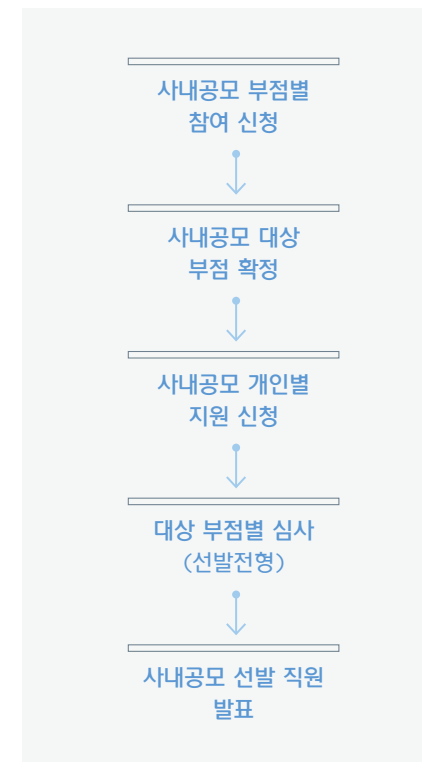 사내공모 부점별
참여 신청
사내공모 대상
부점 확정
사내공모 개인별
지원 신청
대상 부점별 심사
(선발전형)
사내공모 선발 직원
발표